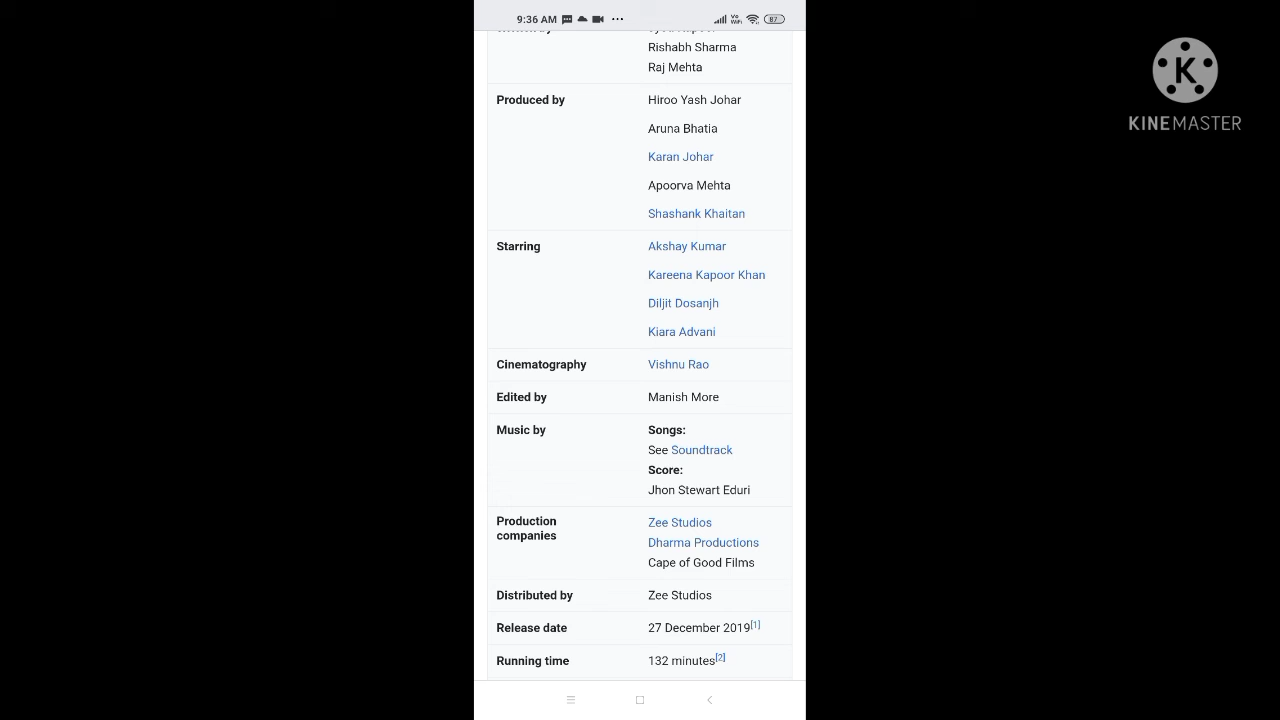 9:36 AM
Vo
WiFi
87
Rishabh Sharma
Raj Mehta
Produced by
Hiroo Yash Johar
Aruna Bhatia
Karan Johar
Apoorva Mehta
Shashank Khaitan
Starring
Akshay Kumar
Kareena Kapoor Khan
Diljit Dosanjh
Kiara Advani
Cinematography
Vishnu Rao
Edited by
Manish More
Music by
Songs:
See Soundtrack
Score:
Jhon Stewart Eduri
Production
companies
Zee Studios
Dharma Productions
Cape of Good Films
Distributed by
Zee Studios
Release date
27 December 2019[1]
Running time
132 minutes[2]
K
KINEMASTER